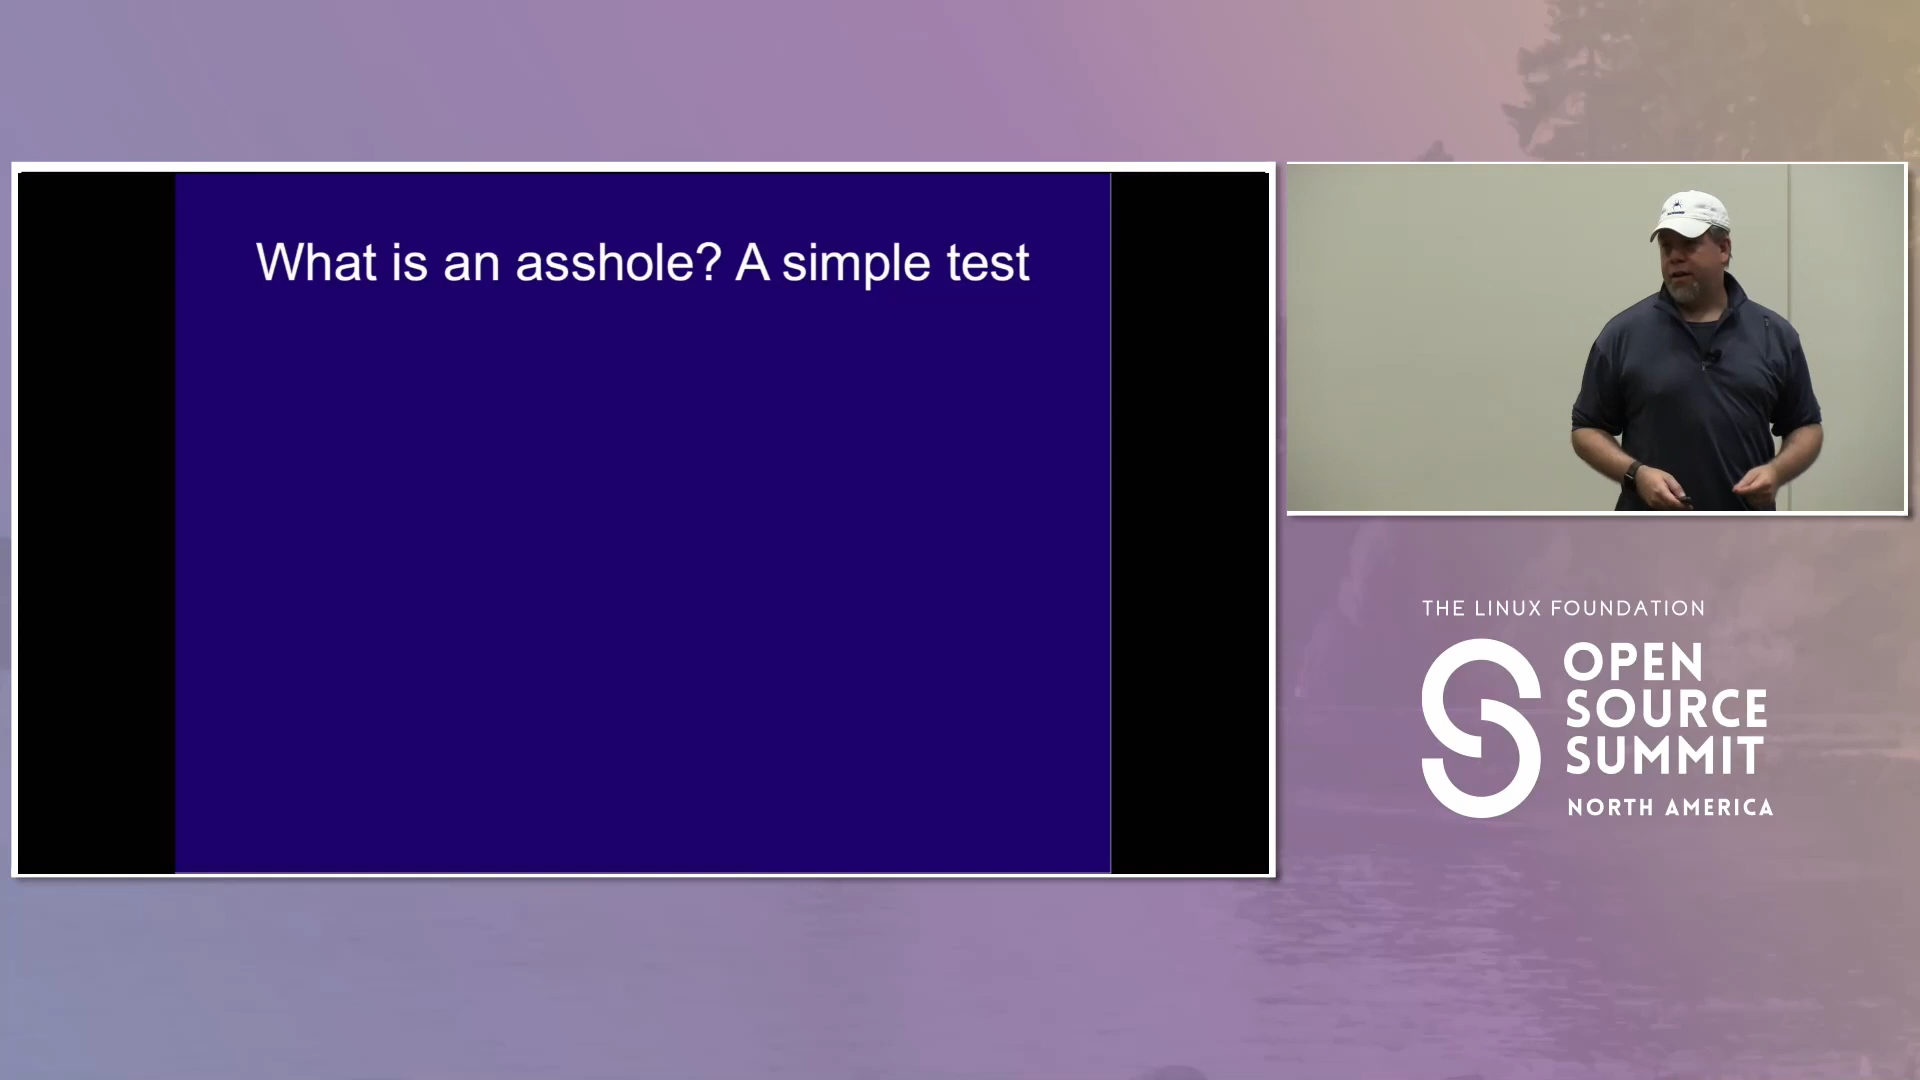 What is an asshole? A simple test
THE LINUX FOUNDATION
OPEN
SOURCE
SUMMIT
NORTH AMERICA